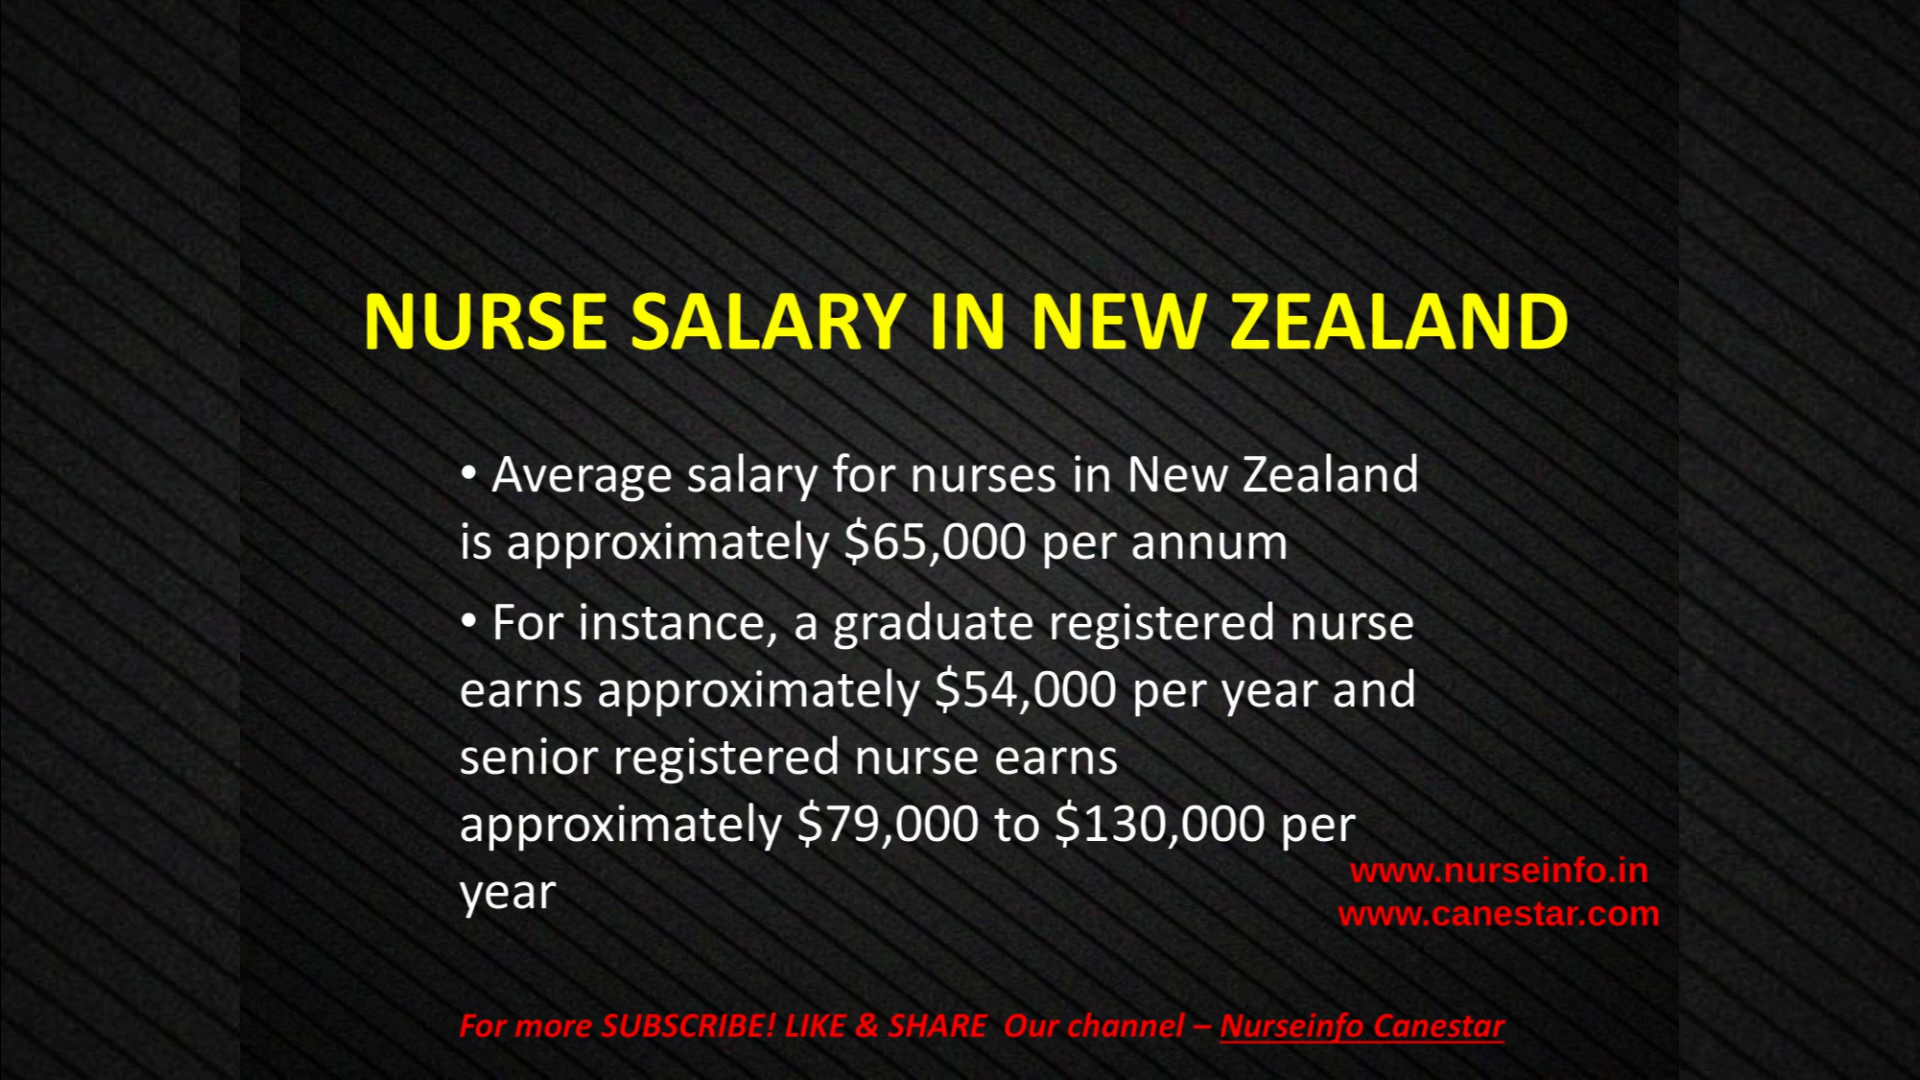 NURSE SALARY IN NEW ZEALAND
• Average salary for nurses in New Zealand
is approximately $65,000 per annum
• For instance, a graduate registered nurse
earns approximately $54,000 per year and
senior registered nurse earns
approximately $79,000 to $130,000 per
year
www.nurseinfo.in
www.canestar.com
For more SUBSCRIBE! LIKE & SHARE Our channel – Nurseinfo Canestar